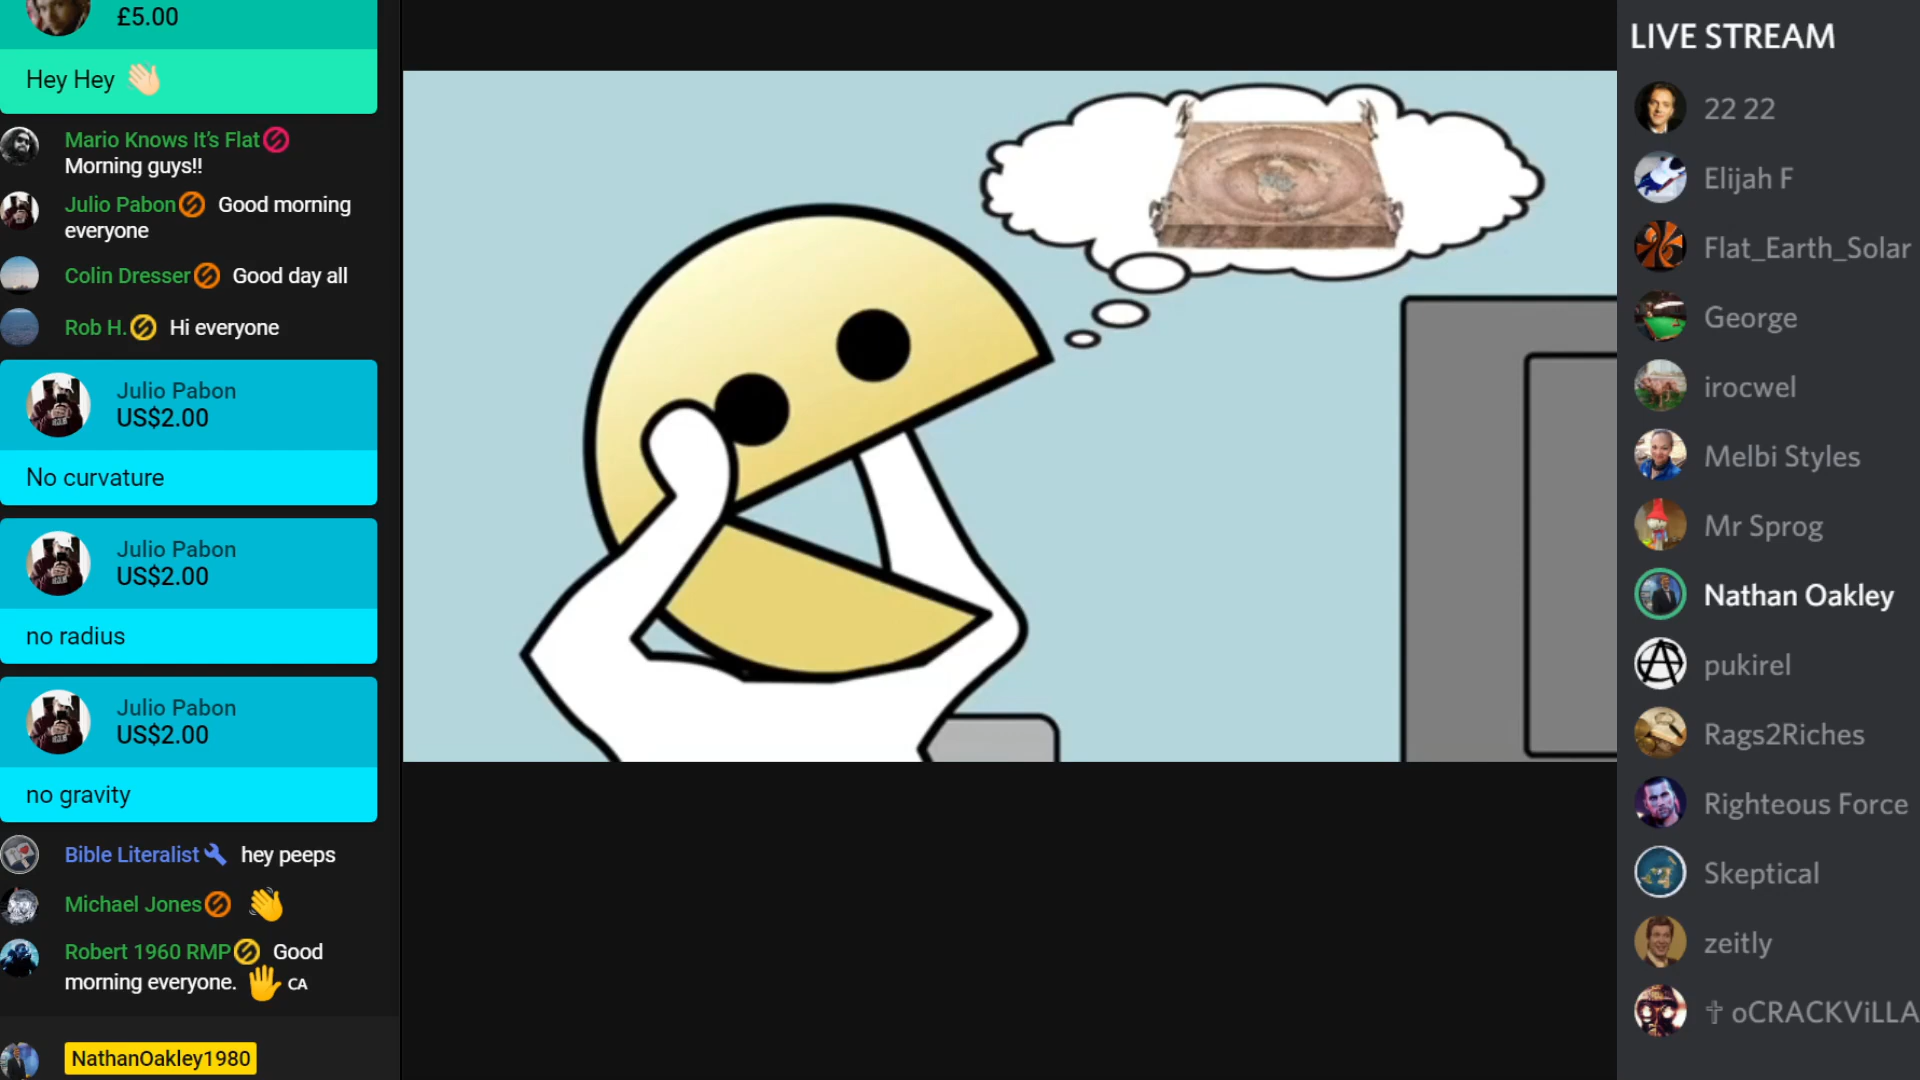 £5.00
Hey Hey 👋🏻
Mario Knows It's Flat
Morning guys!!
Julio Pabon Good morning
everyone
Colin Dresser Good day all
Rob H. Hi everyone
Julio Pabon
US$2.00
No curvature
Julio Pabon
US$2.00
no radius
Julio Pabon
US$2.00
no gravity
Bible Literalist hey peeps
Michael Jones 👋
Robert 1960 RMP Good
morning everyone. 🖐 CA
NathanOakley1980
LIVE STREAM
22 22
Elijah F
Flat_Earth_Solar
George
irocwel
Melbi Styles
Mr Sprog
Nathan Oakley
pukirel
Rags2Riches
Righteous Force
Skeptical
zeitly
✝ oCRACKViLLA